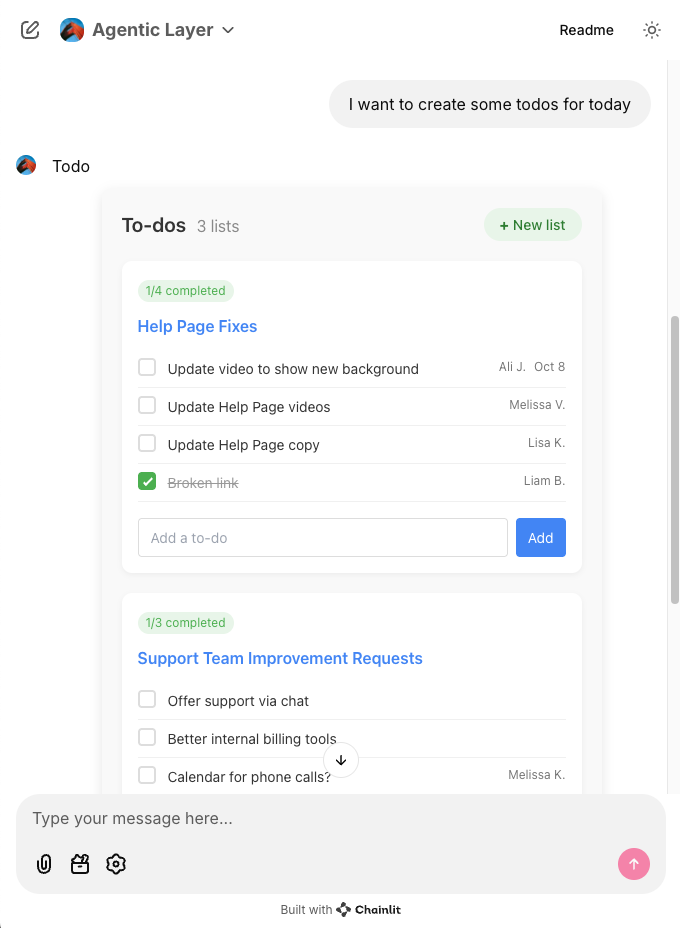 Agentic Layer
Readme
I want to create some todos for today
Todo
To-dos 3 lists
+ New list
1/4 completed
Help Page Fixes
Update video to show new background Ali J. Oct 8
Update Help Page videos Melissa V.
Update Help Page copy Lisa K.
Broken link Liam B.
Add a to-do
Add
1/3 completed
Support Team Improvement Requests
Offer support via chat
Better internal billing tools
Calendar for phone calls? Melissa K.
Type your message here...
Built with Chainlit